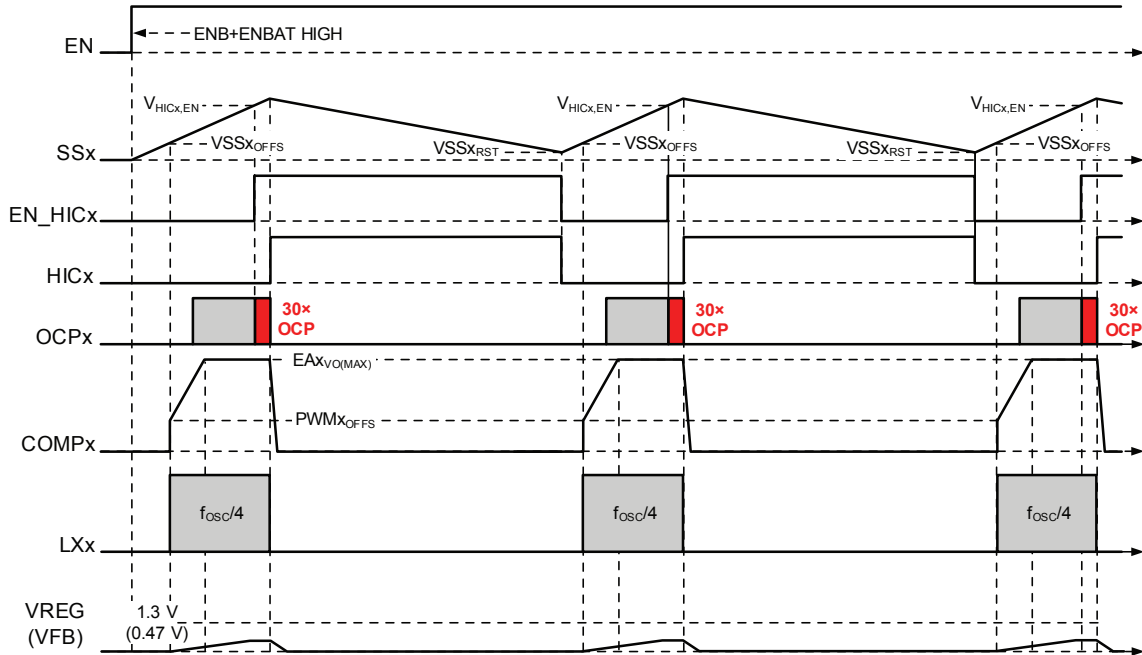 EN
ENB+ENBAT HIGH
VHICx,EN VHICx,EN VHICx,EN
VSSxOFFS VSSxOFFS VSSxOFFS
SSx VSSxRST VSSxRST
EN_HICx
HICx
30× 30× 30×
OCP OCP OCP
OCPx
EAxVO(MAX)
PWMxOFFS
COMPx
fOSC/4 fOSC/4 fOSC/4
LXx
VREG 1.3 V
(VFB) (0.47 V)